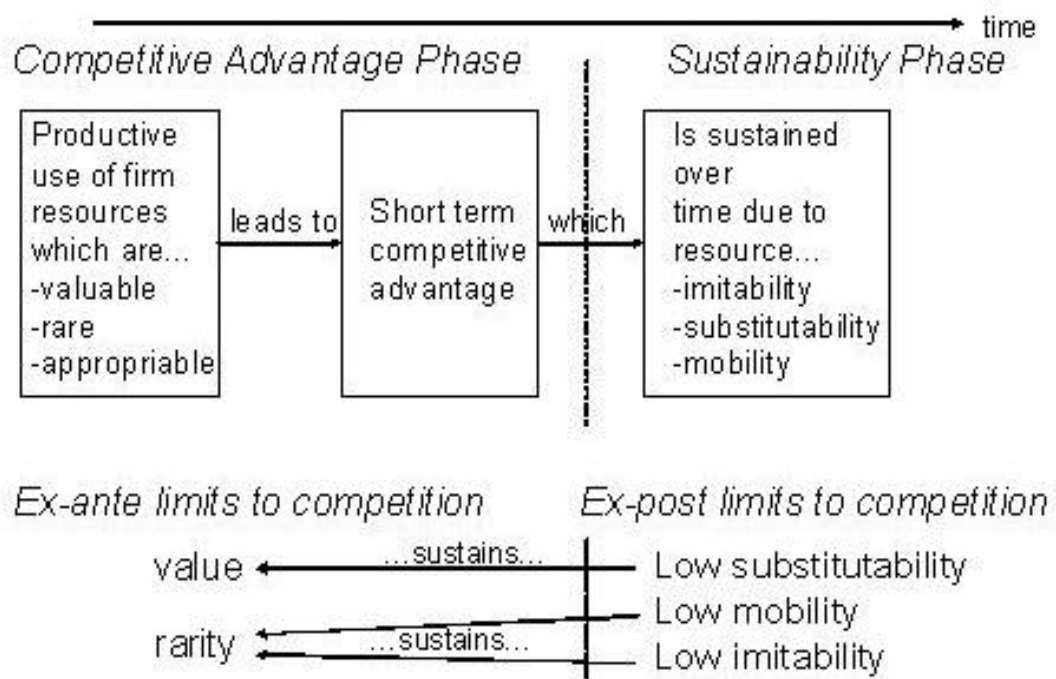 time
Competitive Advantage Phase
Sustainability Phase
Productive
use of firm
resources
which are...
-valuable
-rare
-appropriable
leads to
Short term
competitive
advantage
which
Is sustained
over
time due to
resource...
-imitability
-substitutability
-mobility
Ex-ante limits to competition
Ex-post limits to competition
value
...sustains...
Low substitutability
Low mobility
rarity
...sustains...
Low imitability